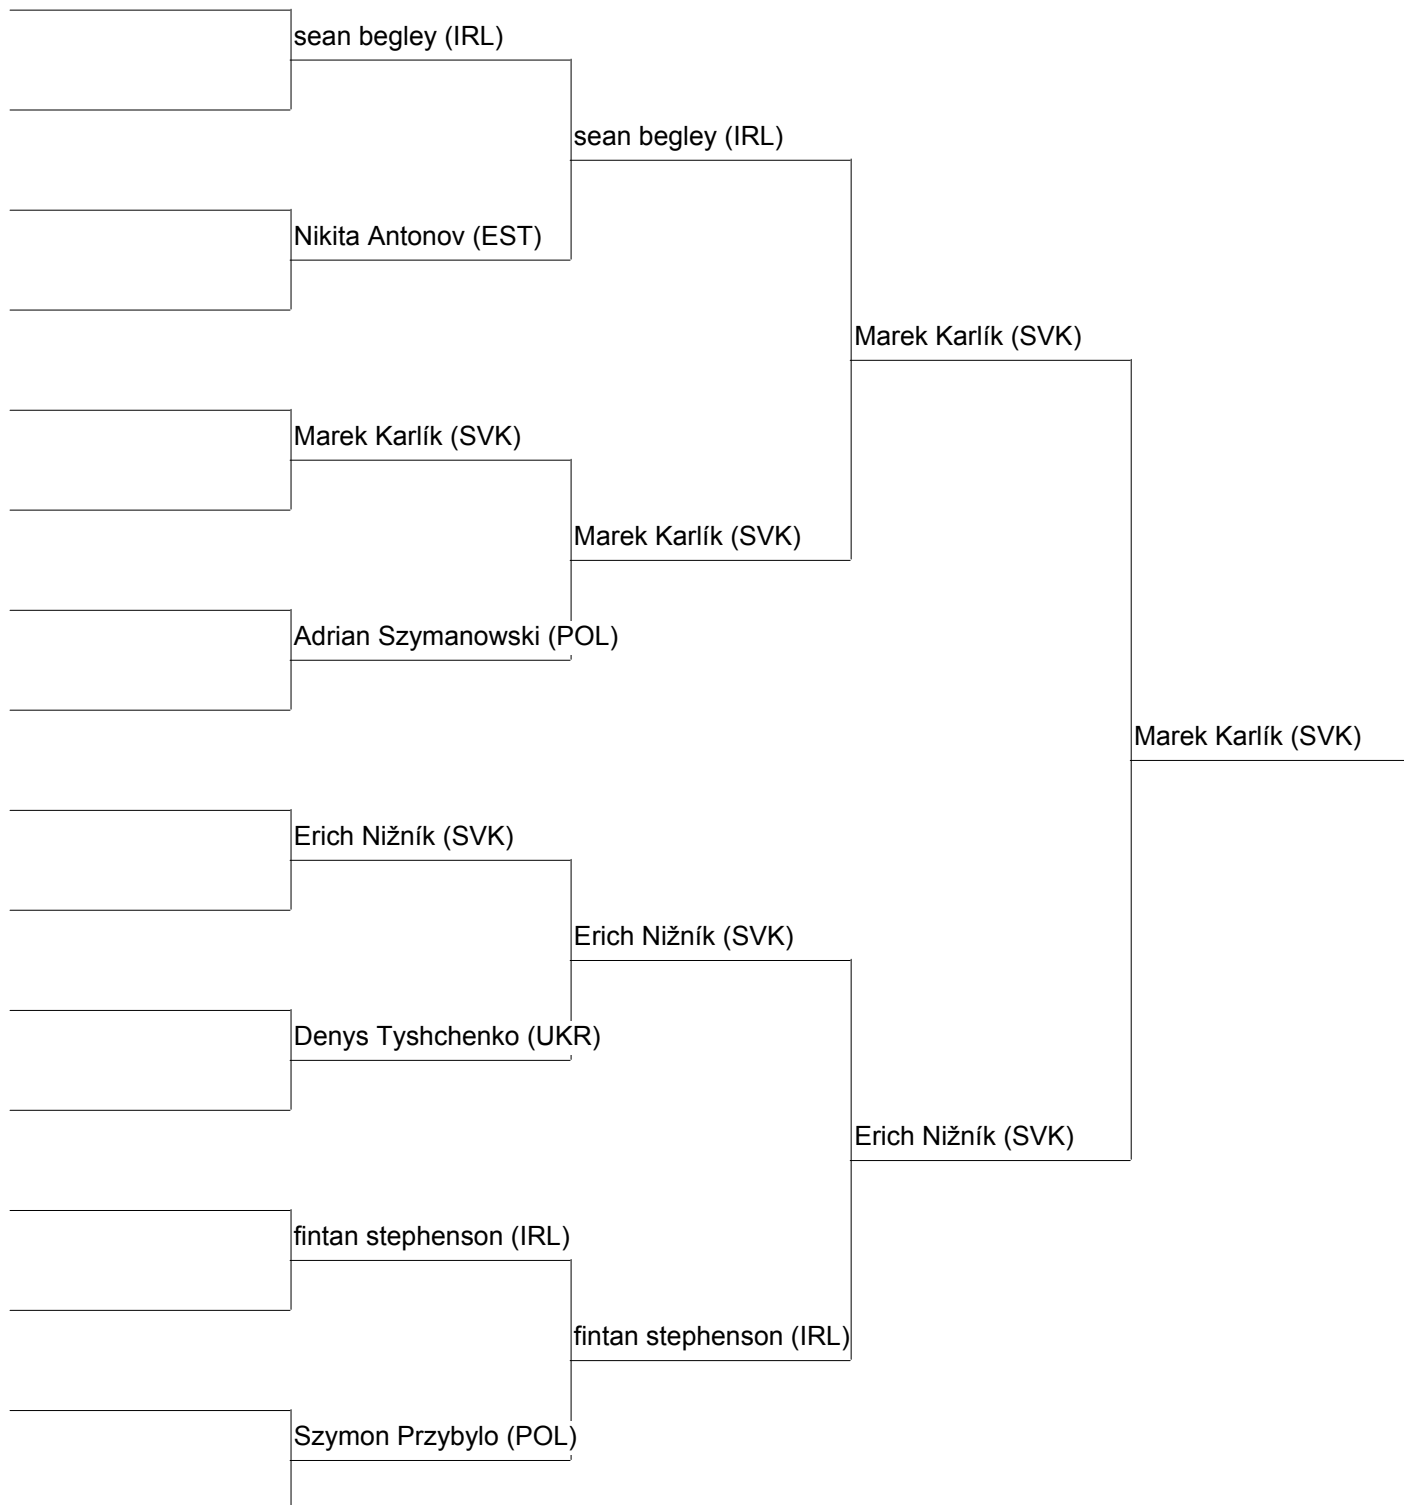 sean begley (IRL)
sean begley (IRL)
Nikita Antonov (EST)
Marek Karlík (SVK)
Marek Karlík (SVK)
Marek Karlík (SVK)
Adrian Szymanowski (POL)
Marek Karlík (SVK)
Erich Nižník (SVK)
Erich Nižník (SVK)
Denys Tyshchenko (UKR)
Erich Nižník (SVK)
fintan stephenson (IRL)
fintan stephenson (IRL)
Szymon Przybylo (POL)